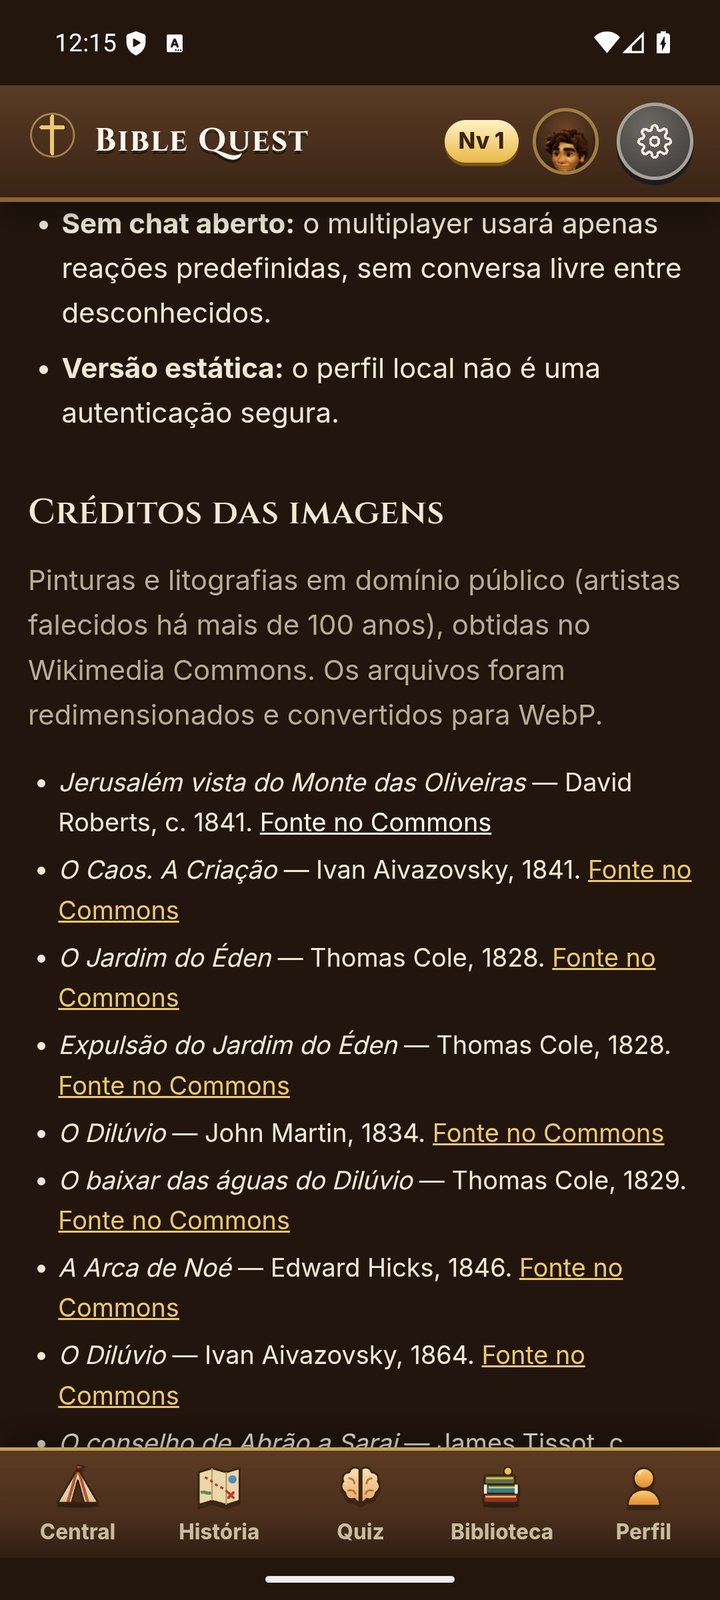 12:15
Bible Quest
Nv 1
• Sem chat aberto: o multiplayer usará apenas
reações predefinidas, sem conversa livre entre
desconhecidos.
• Versão estática: o perfil local não é uma
autenticação segura.
Créditos das imagens
Pinturas e litografias em domínio público (artistas
falecidos há mais de 100 anos), obtidas no
Wikimedia Commons. Os arquivos foram
redimensionados e convertidos para WebP.
• Jerusalém vista do Monte das Oliveiras — David
Roberts, c. 1841. Fonte no Commons
• O Caos. A Criação — Ivan Aivazovsky, 1841. Fonte no
Commons
• O Jardim do Éden — Thomas Cole, 1828. Fonte no
Commons
• Expulsão do Jardim do Éden — Thomas Cole, 1828.
Fonte no Commons
• O Dilúvio — John Martin, 1834. Fonte no Commons
• O baixar das águas do Dilúvio — Thomas Cole, 1829.
Fonte no Commons
• A Arca de Noé — Edward Hicks, 1846. Fonte no
Commons
• O Dilúvio — Ivan Aivazovsky, 1864. Fonte no
Commons
• O conselho de Abrão a Sarai — James Tissot, c
Central
História
Quiz
Biblioteca
Perfil